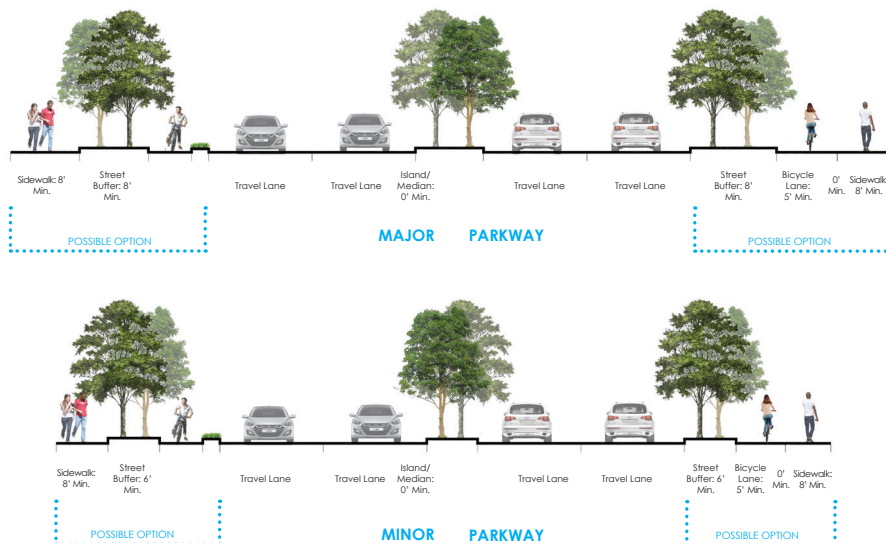 Sidewalk: 8'
Min.
Street
Buffer: 8'
Min.
Travel Lane
Travel Lane
Island/
Median:
0' Min.
Travel Lane
Travel Lane
Street
Buffer: 8'
Min.
Bicycle
Lane:
5' Min.
0'
Min.
Sidewalk:
8' Min.
POSSIBLE OPTION
MAJOR PARKWAY
POSSIBLE OPTION
Sidewalk:
8' Min.
Street
Buffer: 6'
Min.
Travel Lane
Travel Lane
Island/
Median:
0' Min.
Travel Lane
Travel Lane
Street
Buffer: 6'
Min.
Bicycle
Lane:
5' Min.
0'
Min.
Sidewalk:
8' Min.
POSSIBLE OPTION
MINOR PARKWAY
POSSIBLE OPTION